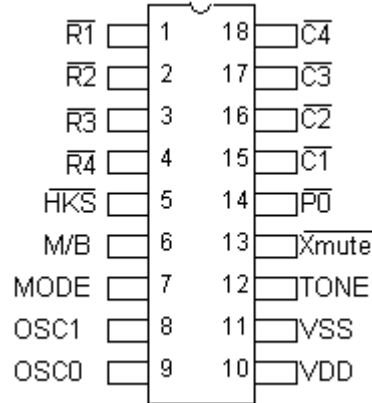 R1 1 18 C4
R2 2 17 C3
R3 3 16 C2
R4 4 15 C1
HKS 5 14 P0
M/B 6 13 Xmute
MODE 7 12 TONE
OSC1 8 11 VSS
OSC0 9 10 VDD